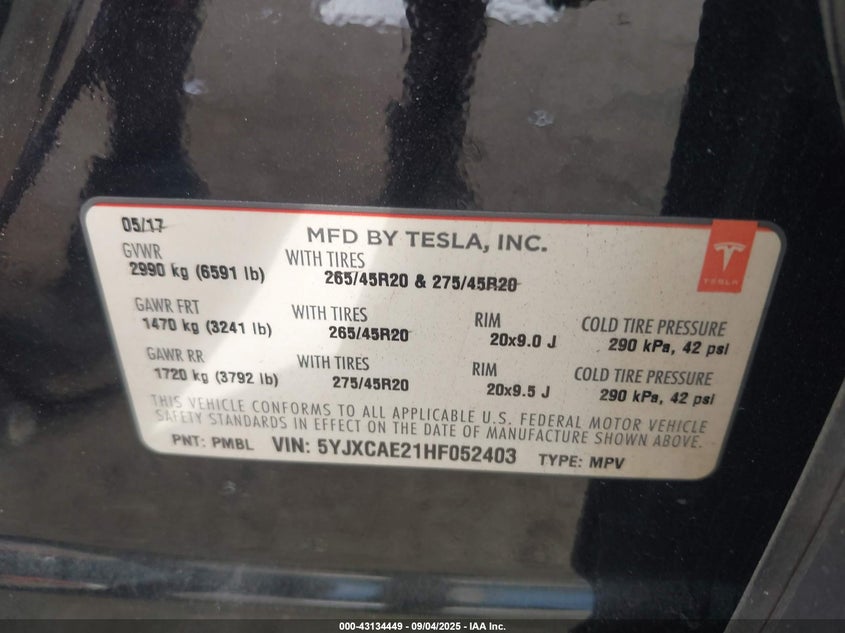 05/17
MFD BY TESLA, INC.
GVWR
2990 kg (6591 lb)
WITH TIRES
265/45R20 & 275/45R20
TESLA
GAWR FRT
1470 kg (3241 lb)
WITH TIRES
265/45R20
RIM
20x9.0 J
COLD TIRE PRESSURE
290 kPa, 42 psi
GAWR RR
1720 kg (3792 lb)
WITH TIRES
275/45R20
RIM
20x9.5 J
COLD TIRE PRESSURE
290 kPa, 42 psi
THIS VEHICLE CONFORMS TO ALL APPLICABLE U.S. FEDERAL MOTOR VEHICLE
SAFETY STANDARDS IN EFFECT ON THE DATE OF MANUFACTURE SHOWN ABOVE.
PNT: PMBL VIN: 5YJXCAE21HF052403 TYPE: MPV
000-43134449 - 09/04/2025 - IAA Inc.